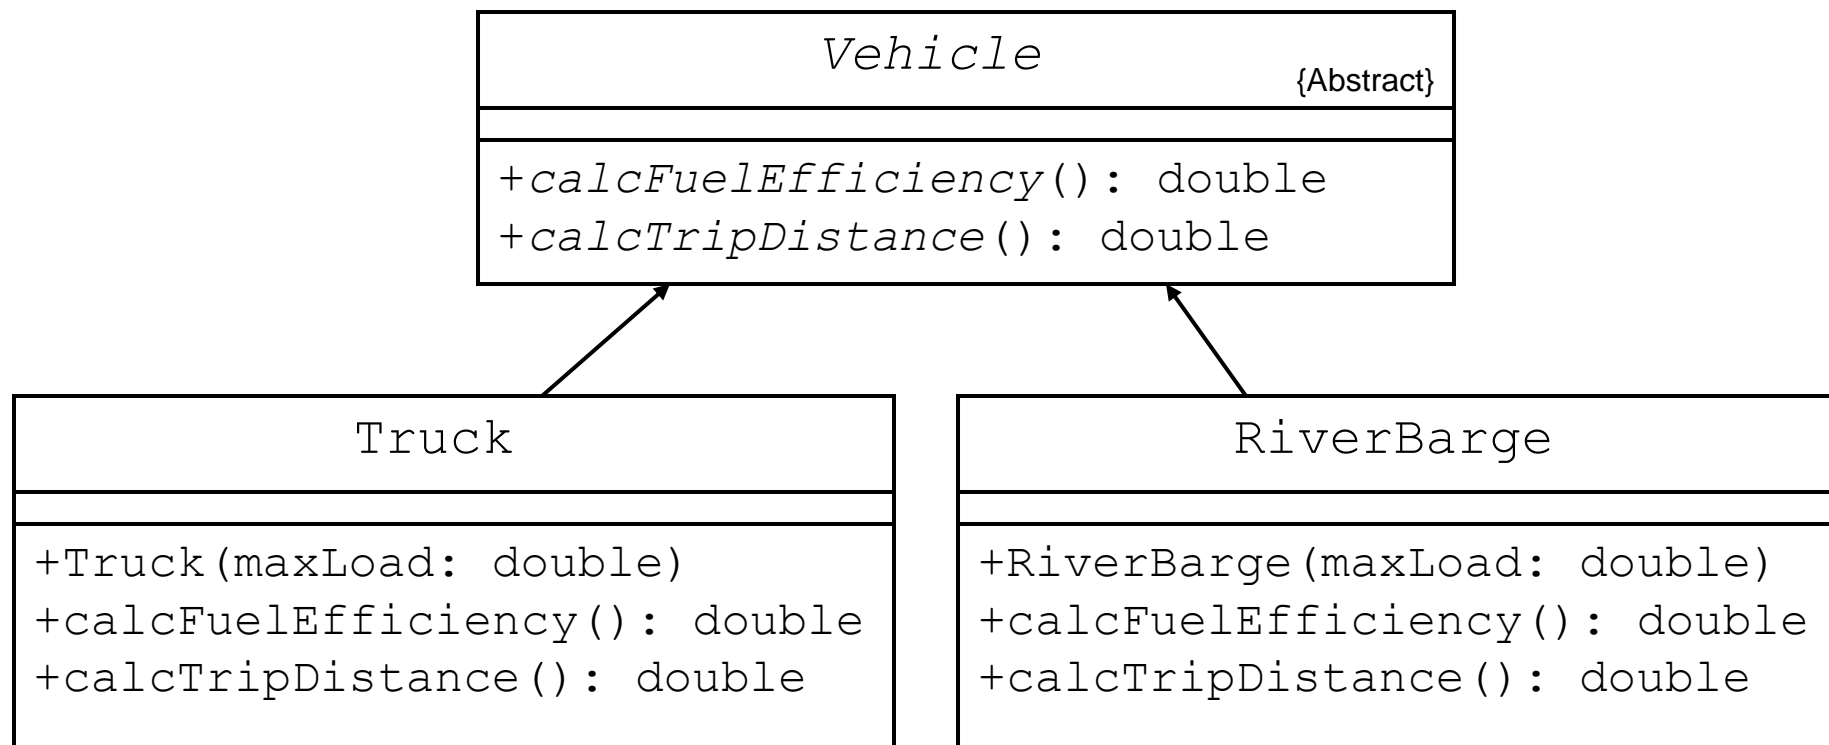 Vehicle
{Abstract}
+calcFuelEfficiency(): double
+calcTripDistance(): double
Truck
+Truck(maxLoad: double)
+calcFuelEfficiency(): double
+calcTripDistance(): double
RiverBarge
+RiverBarge(maxLoad: double)
+calcFuelEfficiency(): double
+calcTripDistance(): double